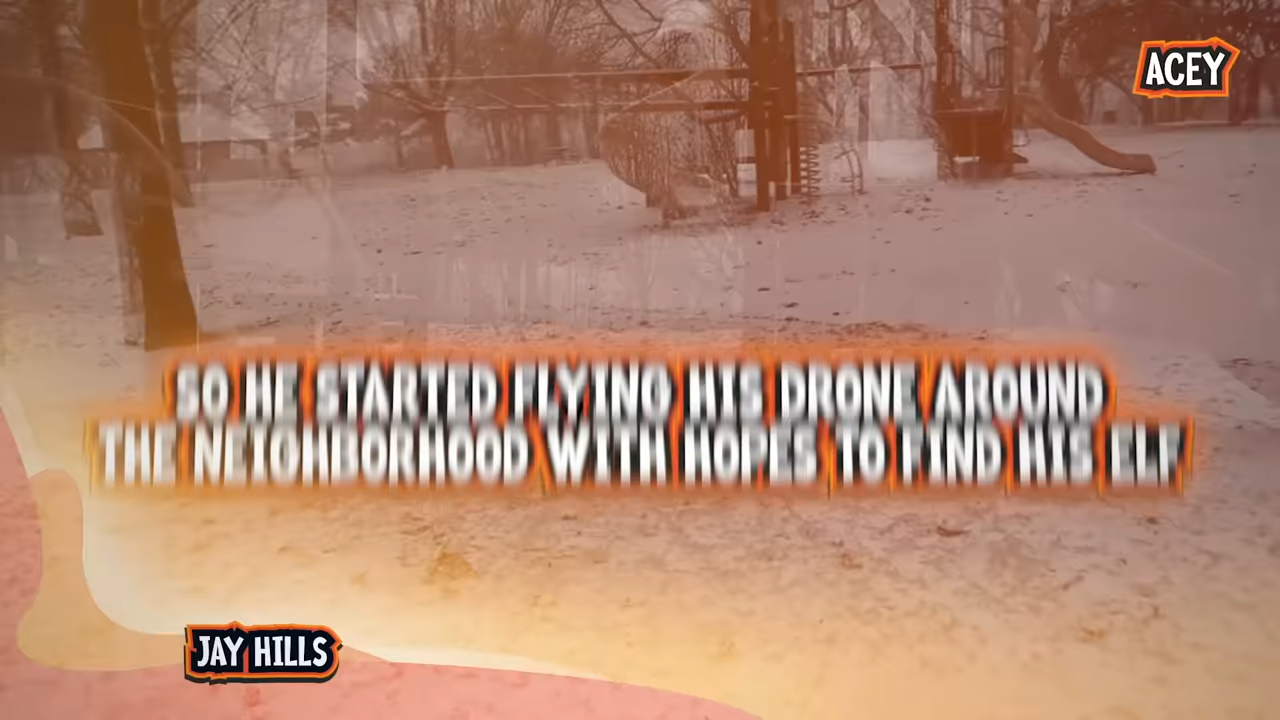 ACEY
SO HE STARTED FLYING HIS DRONE AROUND
THE NEIGHBORHOOD WITH HOPES TO FIND HIS ELF
JAY HILLS